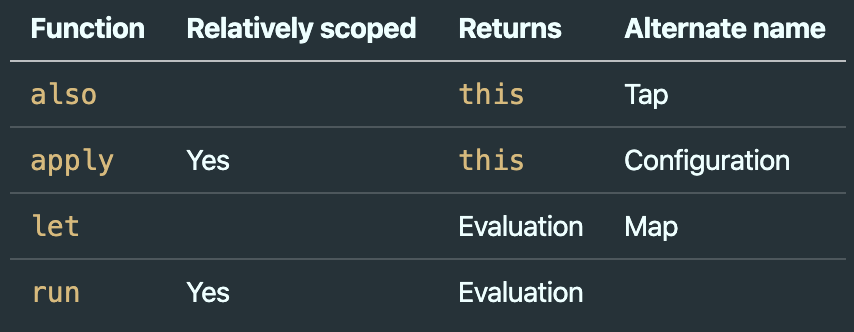 Function Relatively scoped Returns Alternate name
also this Tap
apply Yes this Configuration
let Evaluation Map
run Yes Evaluation